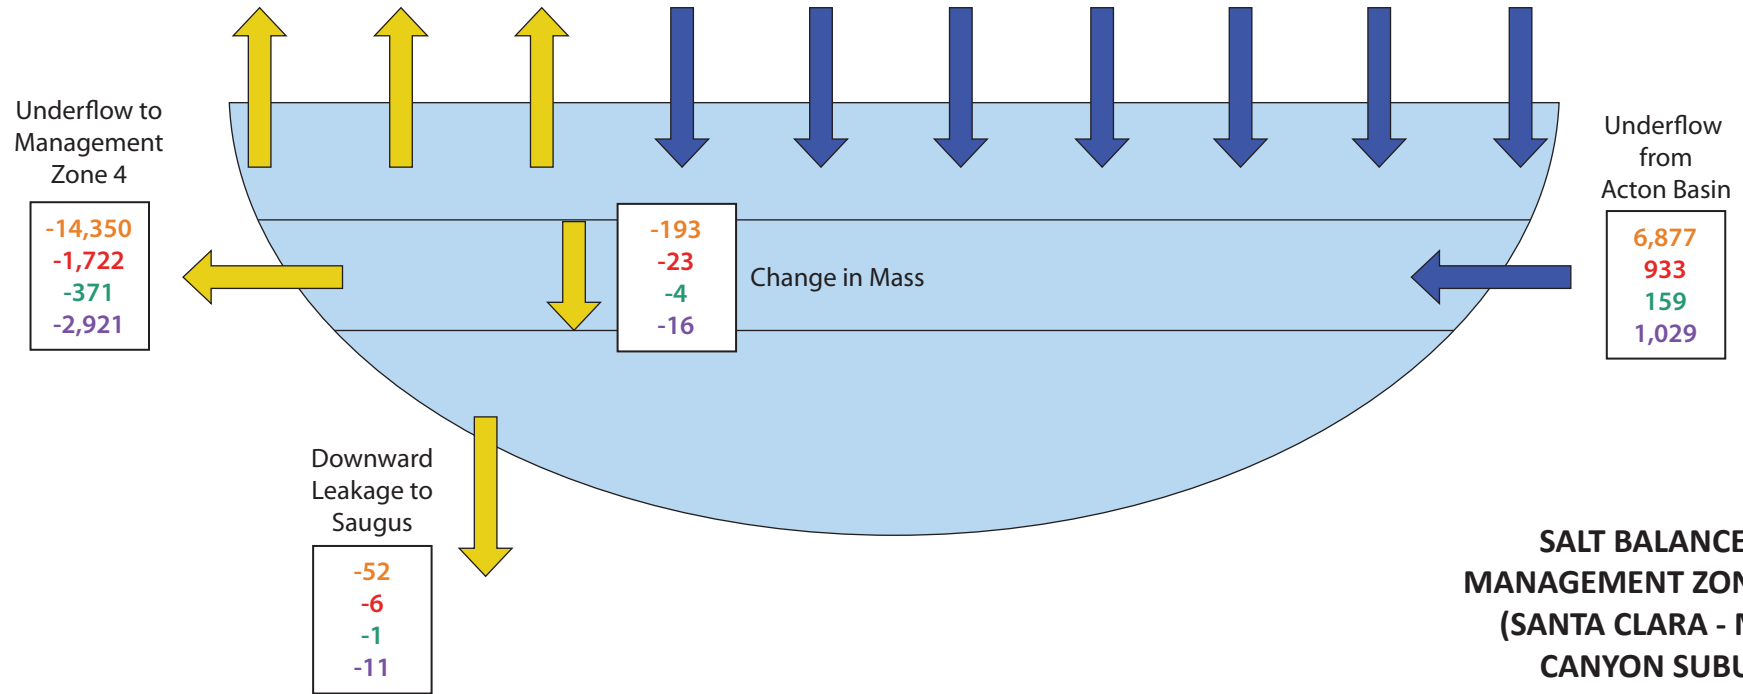 Underflow to
Management
Zone 4
-14,350
-1,722
-371
-2,921
-193
-23
-4
-16
Change in Mass
Underflow
from
Acton Basin
6,877
933
159
1,029
Downward
Leakage to
Saugus
-52
-6
-1
-11
SALT BALANCE
MANAGEMENT ZON
(SANTA CLARA - M
CANYON SUBU